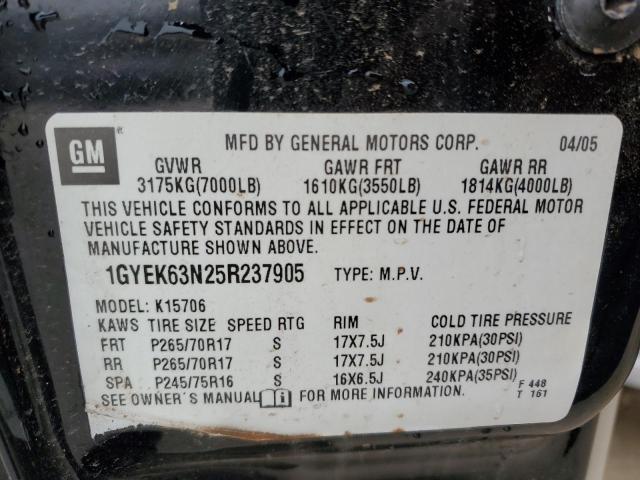 GM ®
MFD BY GENERAL MOTORS CORP. 04/05
GVWR GAWR FRT GAWR RR
3175KG(7000LB) 1610KG(3550LB) 1814KG(4000LB)
THIS VEHICLE CONFORMS TO ALL APPLICABLE U.S. FEDERAL MOTOR
VEHICLE SAFETY STANDARDS IN EFFECT ON THE DATE OF
MANUFACTURE SHOWN ABOVE.
1GYEK63N25R237905 TYPE: M.P.V.
MODEL: K15706
KAWS TIRE SIZE SPEED RTG RIM COLD TIRE PRESSURE
FRT P265/70R17 S 17X7.5J 210KPA(30PSI)
RR P265/70R17 S 17X7.5J 210KPA(30PSI)
SPA P245/75R16 S 16X6.5J 240KPA(35PSI)
SEE OWNER'S MANUAL i FOR MORE INFORMATION.
F 448
T 161